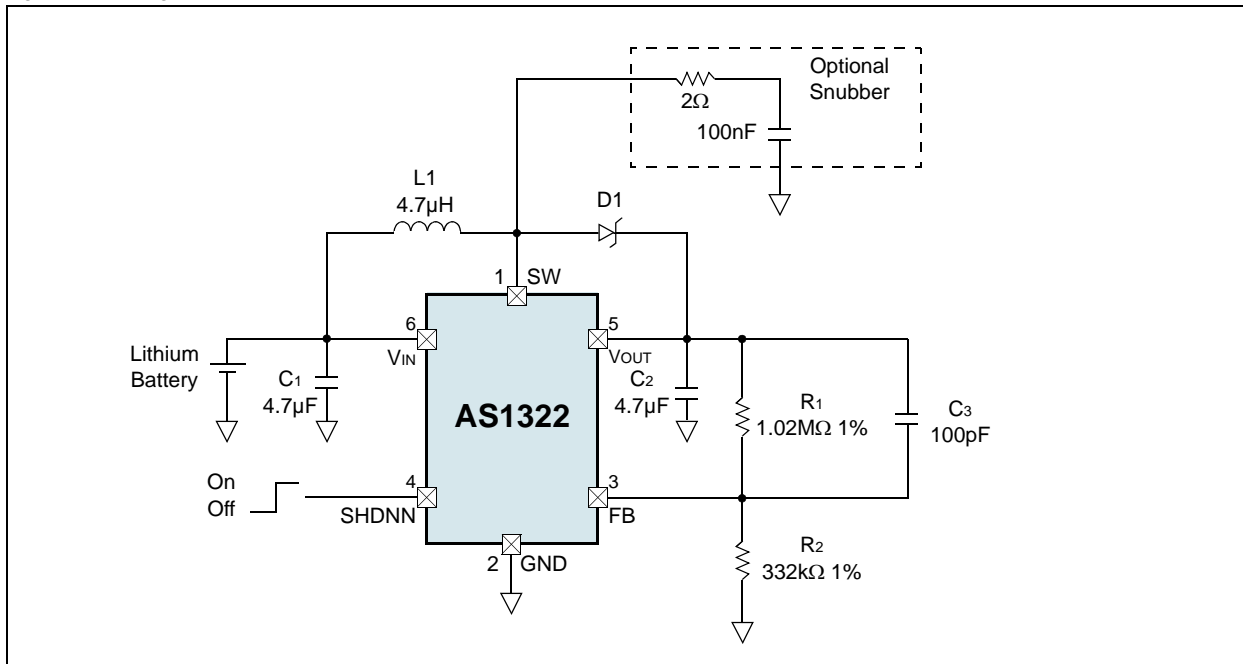 Optional
Snubber
2Ω
100nF
L1
4.7µH
D1
1 SW
6
VIN
5
VOUT
Lithium
Battery
C1
4.7µF
C2
4.7µF
AS1322
R1
1.02MΩ 1%
C3
100pF
On
Off
4
SHDNN
3
FB
2 GND
R2
332kΩ 1%